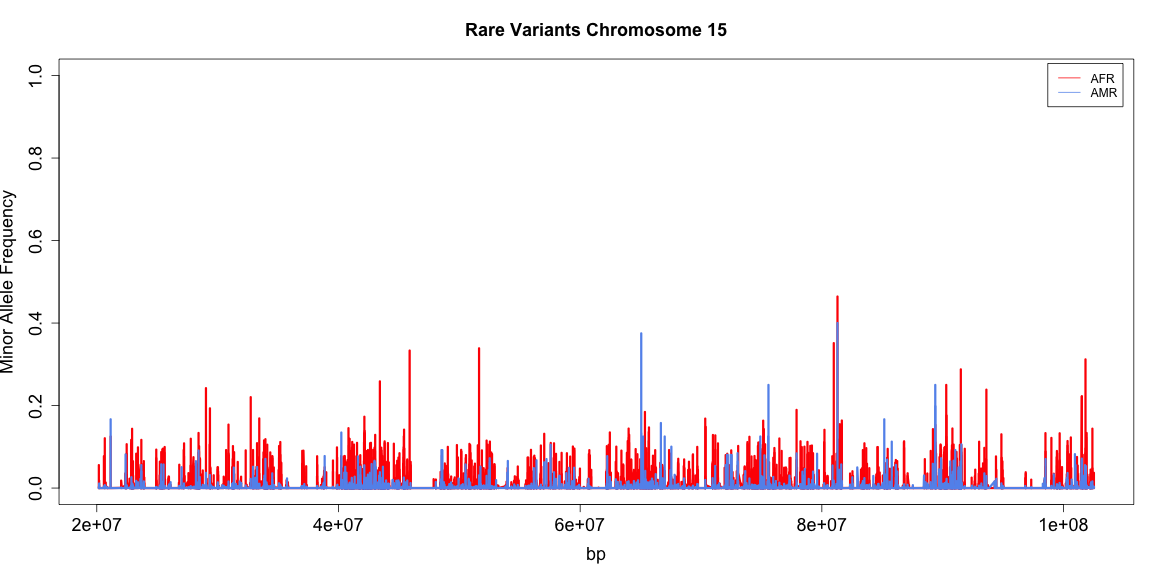 Rare Variants Chromosome 15
AFR
AMR
Minor Allele Frequency
1.0
0.8
0.6
0.4
0.2
0.0
2e+07 4e+07 6e+07 8e+07 1e+08
bp